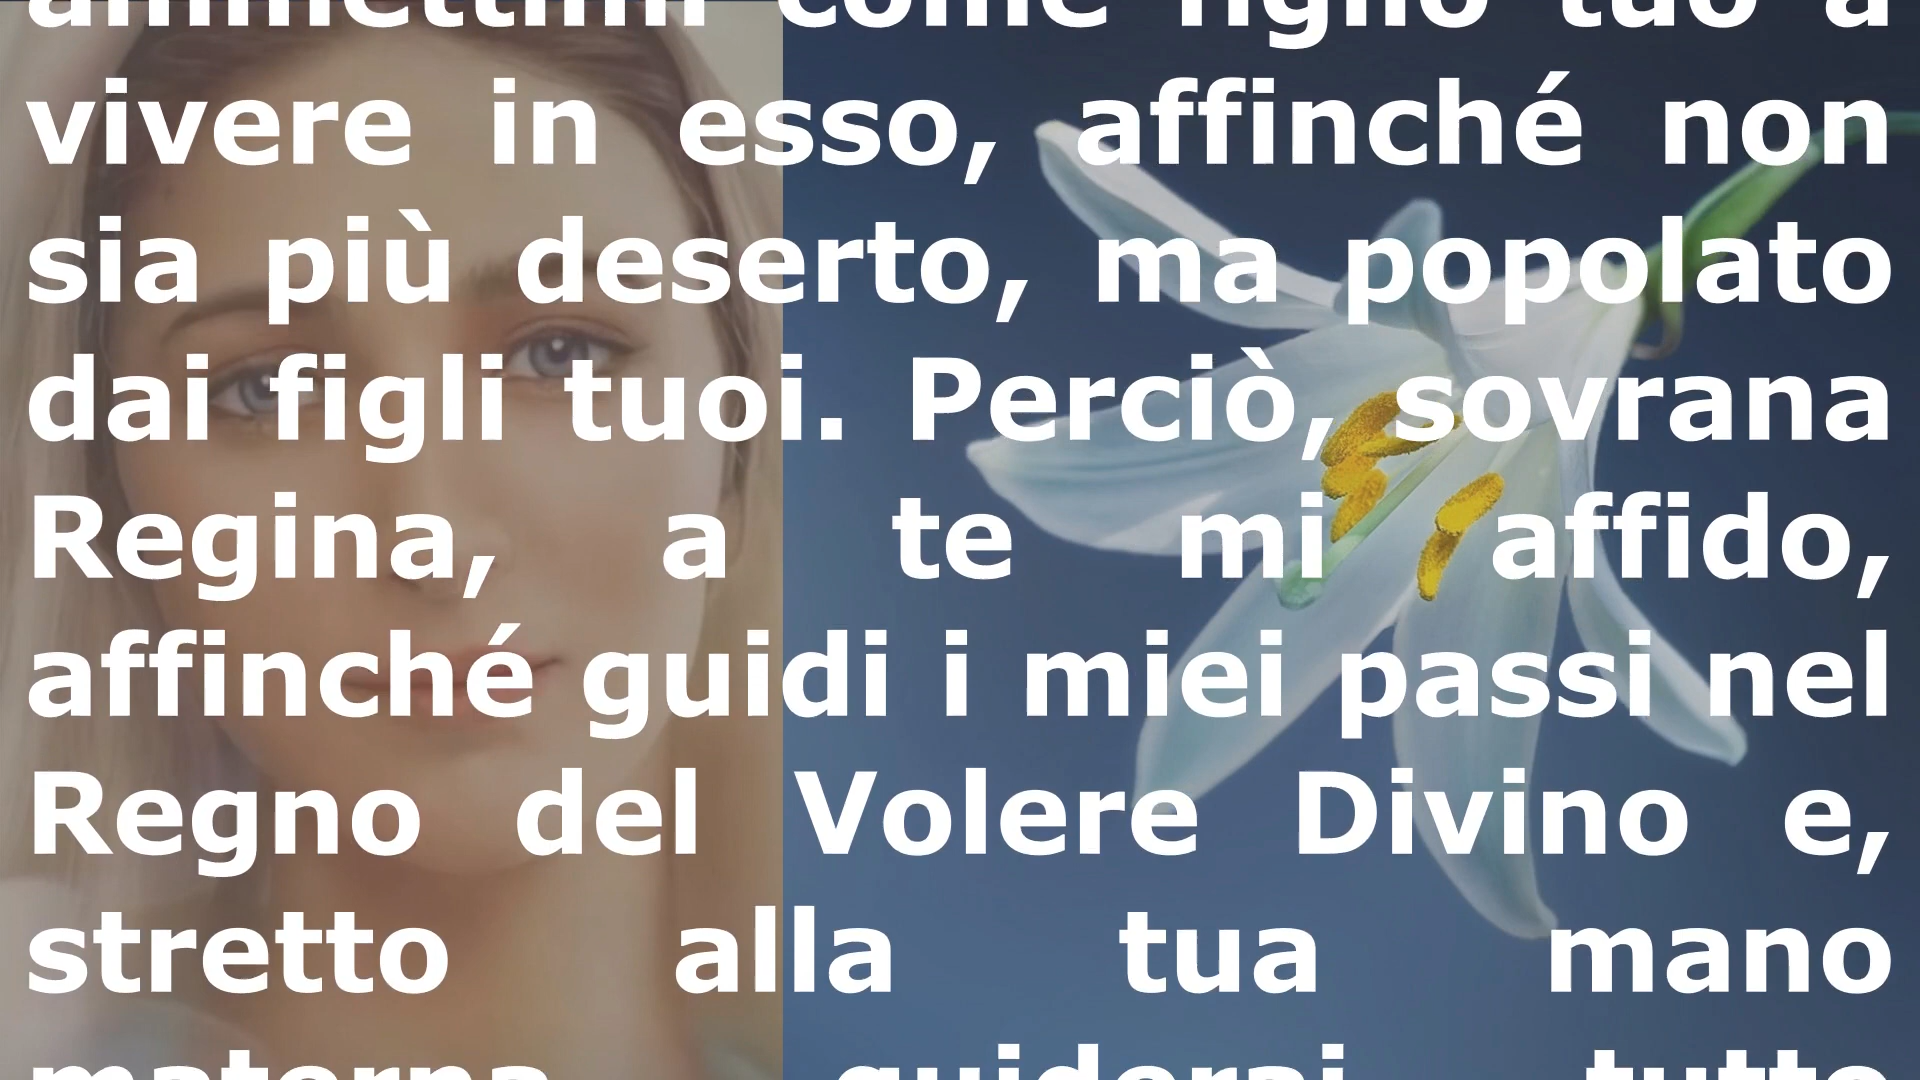 ammettimi come figlio tuo a
vivere in esso, affinché non
sia più deserto, ma popolato
dai figli tuoi. Perciò, sovrana
Regina, a te mi affido,
affinché guidi i miei passi nel
Regno del Volere Divino e,
stretto alla tua mano
materna, guiderai tutto